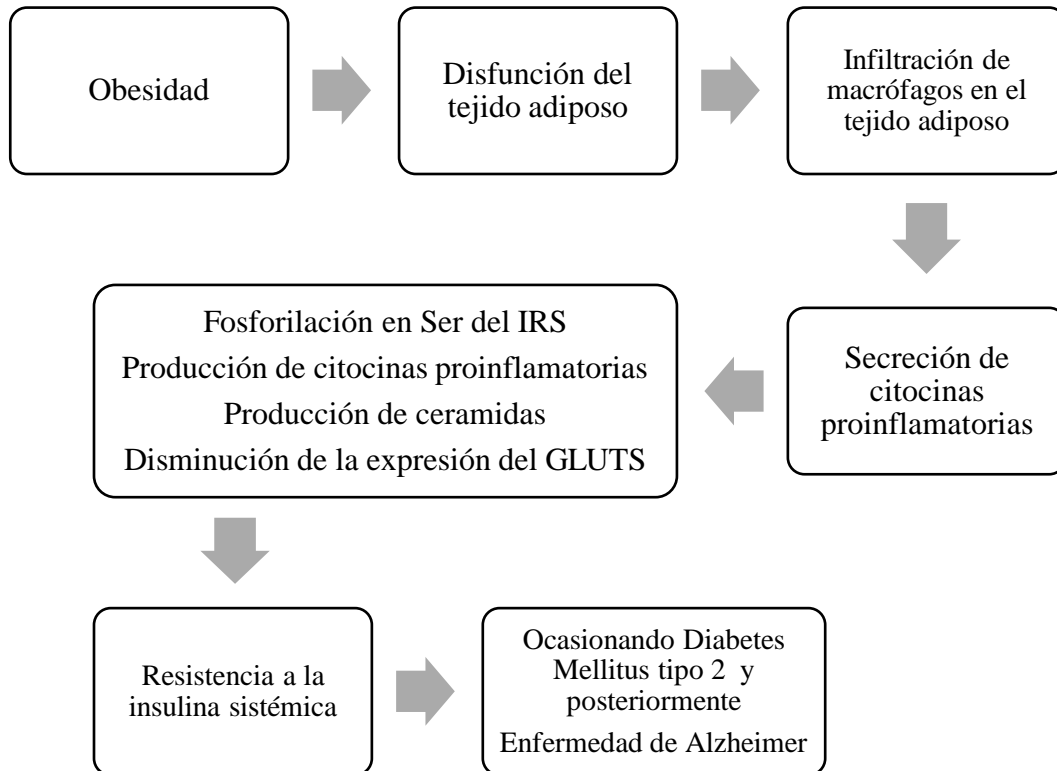 Obesidad
Disfunción del
tejido adiposo
Infiltración de
macrófagos en el
tejido adiposo
Secreción de
citocinas
proinflamatorias
Fosforilación en Ser del IRS
Producción de citocinas proinflamatorias
Producción de ceramidas
Disminución de la expresión del GLUTS
Resistencia a la
insulina sistémica
Ocasionando Diabetes
Mellitus tipo 2 y
posteriormente
Enfermedad de Alzheimer